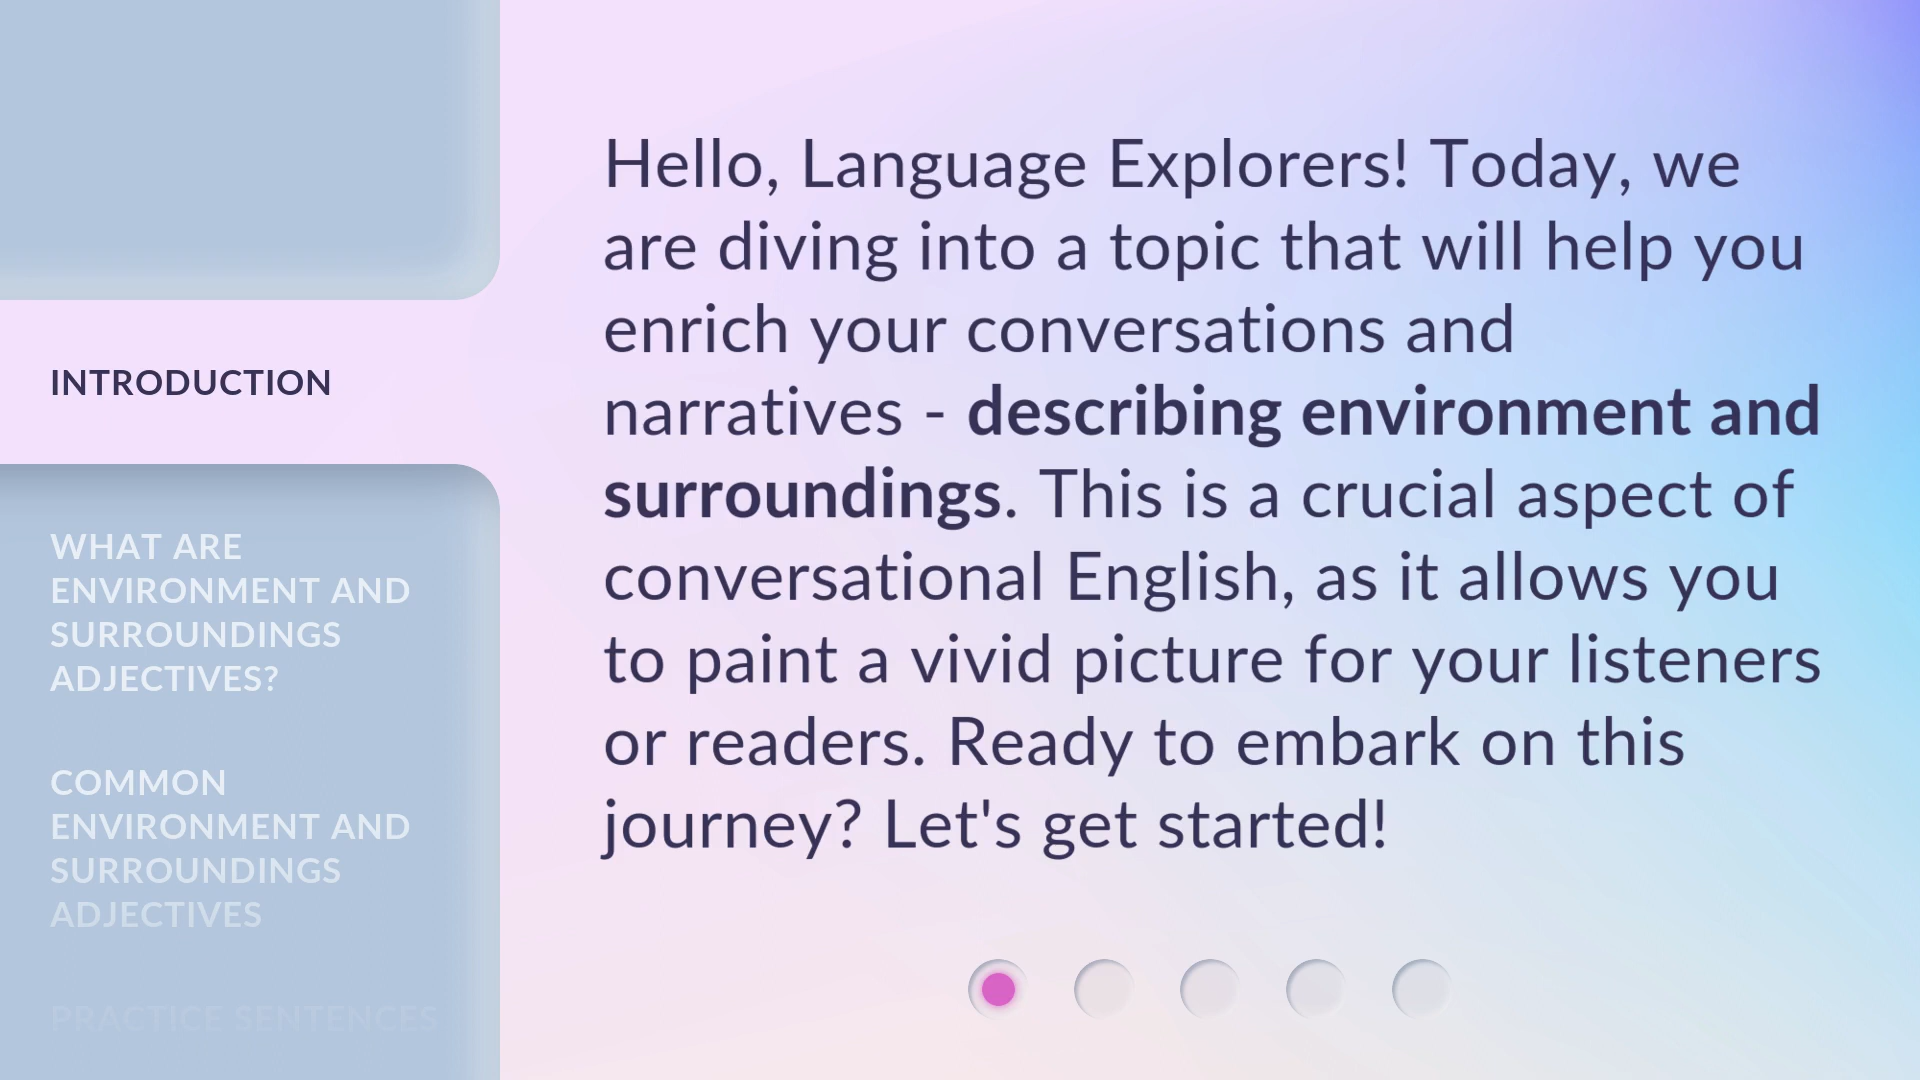 INTRODUCTION
WHAT ARE
ENVIRONMENT AND
SURROUNDINGS
ADJECTIVES?
COMMON
ENVIRONMENT AND
SURROUNDINGS
ADJECTIVES
PRACTICE SENTENCES
Hello, Language Explorers! Today, we
are diving into a topic that will help you
enrich your conversations and
narratives - describing environment and
surroundings. This is a crucial aspect of
conversational English, as it allows you
to paint a vivid picture for your listeners
or readers. Ready to embark on this
journey? Let's get started!